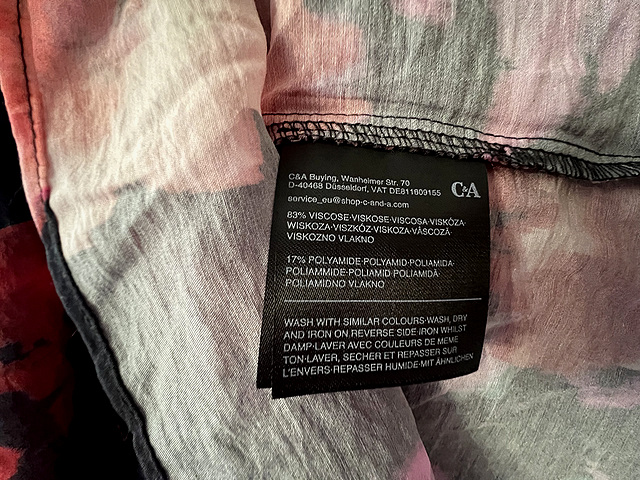 C&A Buying, Wanheimer Str. 70
D-40468 Düsseldorf, VAT DE811609155
C&A
service_eu@shop-c-and-a.com
83% VISCOSE·VISKOSE·VISCOSA·VISKÓZA·
WISKOZA·VISZKÓZ·VISKOZA·VÂSCOZĂ·
VISKOZNO VLAKNO
17% POLYAMIDE·POLYAMID·POLIAMIDA·
POLIAMMIDE·POLIAMID·POLIAMIDĂ·
POLIAMIDNO VLAKNO
WASH WITH SIMILAR COLOURS·WASH, DRY
AND IRON ON REVERSE SIDE·IRON WHILST
DAMP·LAVER AVEC COULEURS DE MEME
TON·LAVER, SECHER ET REPASSER SUR
L'ENVERS·REPASSER HUMIDE·MIT ÄHNLICHEN